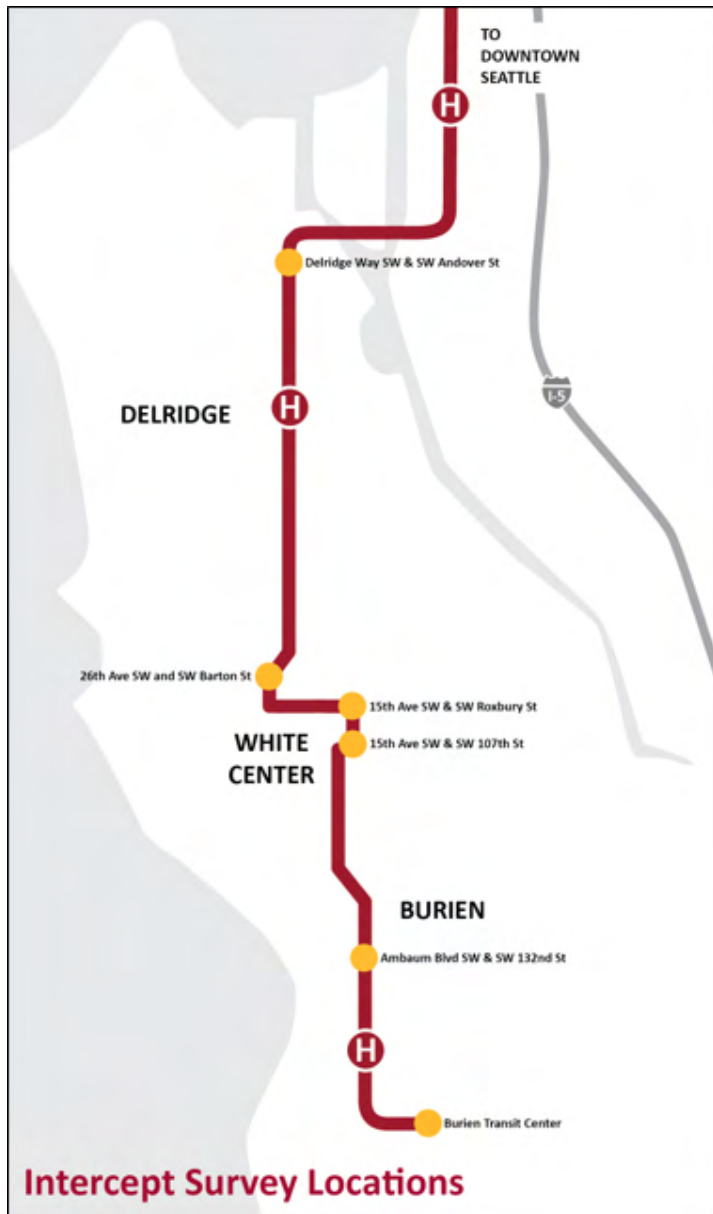 TO
DOWNTOWN
SEATTLE
H
Delridge Way SW & SW Andover St
I-5
H
DELRIDGE
26th Ave SW and SW Barton St
15th Ave SW & SW Roxbury St
15th Ave SW & SW 107th St
WHITE
CENTER
BURIEN
Ambaum Blvd SW & SW 132nd St
H
Burien Transit Center
Intercept Survey Locations